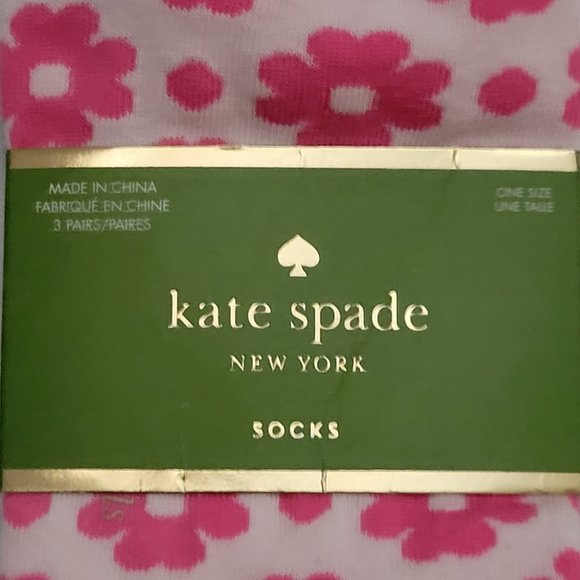 MADE IN CHINA
FABRIQUÉ EN CHINE
3 PAIRS/PAIRES
ONE SIZE
UNE TAILLE
kate spade
NEW YORK
SOCKS